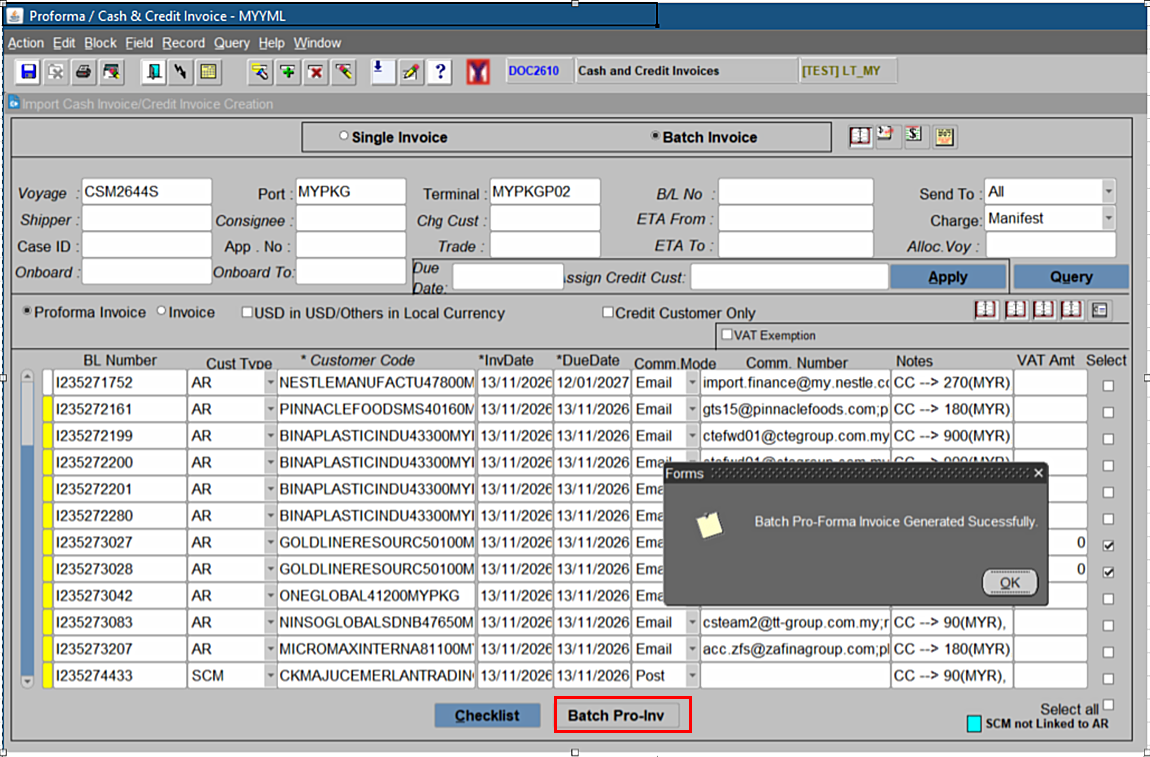 Proforma / Cash & Credit Invoice - MYYML
Action Edit Block Field Record Query Help Window
DOC2610 Cash and Credit Invoices [TEST] LT_MY
Import Cash Invoice/Credit Invoice Creation
Single Invoice Batch Invoice
Voyage : CSM2644S Port : MYPKG Terminal : MYPKGP02 B/L No : Send To : All
Shipper : Consignee : Chg Cust : ETA From : Charge: Manifest
Case ID : App . No : Trade : ETA To : Alloc.Voy :
Onboard : Onboard To: Due Date: Assign Credit Cust: Apply Query
Proforma Invoice Invoice USD in USD/Others in Local Currency Credit Customer Only
VAT Exemption
BL Number Cust Type * Customer Code *InvDate *DueDate Comm.Mode Comm. Number Notes VAT Amt Select
I235271752 AR NESTLEMANUFACTU47800M 13/11/2026 12/01/2027 Email import.finance@my.nestle.cc CC --> 270(MYR)
I235272161 AR PINNACLEFOODSMS40160M 13/11/2026 13/11/2026 Email gts15@pinnaclefoods.com;p CC --> 180(MYR)
I235272199 AR BINAPLASTICINDU43300MYI 13/11/2026 13/11/2026 Email ctefwd01@ctegroup.com.my CC --> 900(MYR)
I235272200 AR BINAPLASTICINDU43300MYI 13/11/2026 13/11/2026 Email
I235272201 AR BINAPLASTICINDU43300MYI 13/11/2026 13/11/2026 Ema
I235272280 AR BINAPLASTICINDU43300MYI 13/11/2026 13/11/2026 Ema
I235273027 AR GOLDLINERESOURC50100M 13/11/2026 13/11/2026 Ema 0
I235273028 AR GOLDLINERESOURC50100M 13/11/2026 13/11/2026 Ema 0
I235273042 AR ONEGLOBAL41200MYPKG 13/11/2026 13/11/2026 Ema
I235273083 AR NINSOGLOBALSDNB47650M 13/11/2026 13/11/2026 Email csteam2@tt-group.com.my;r CC --> 90(MYR),
I235273207 AR MICROMAXINTERNA81100M 13/11/2026 13/11/2026 Email acc.zfs@zafinagroup.com;pl CC --> 180(MYR)
I235274433 SCM CKMAJUCEMERLANTRADIN 13/11/2026 13/11/2026 Post CC --> 90(MYR),
Forms
Batch Pro-Forma Invoice Generated Sucessfully.
OK
Checklist Batch Pro-Inv Select all
SCM not Linked to AR